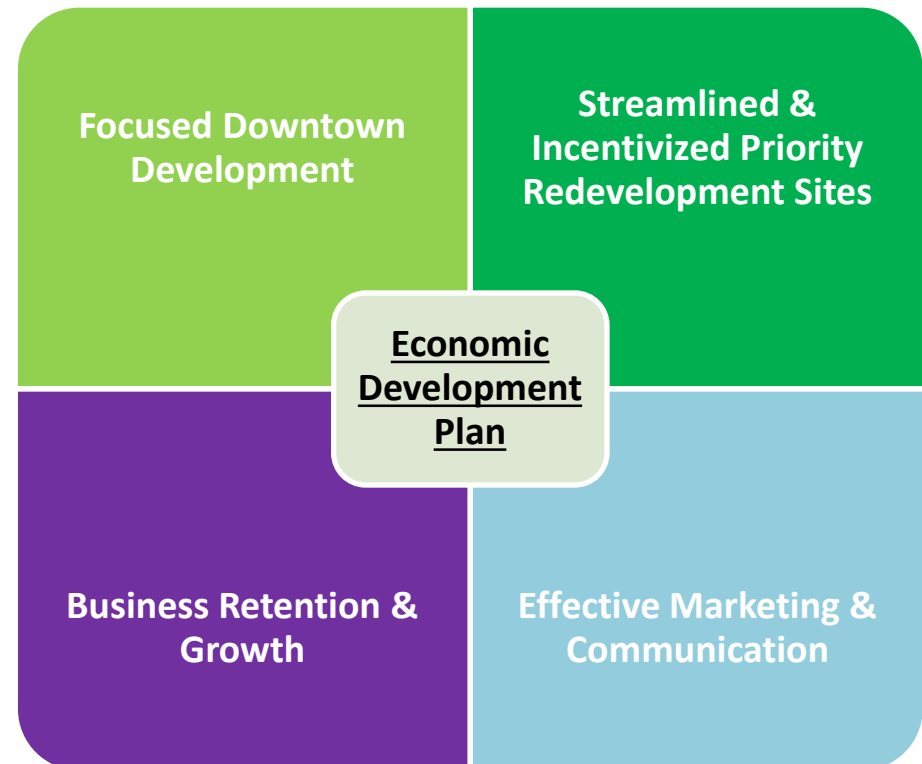 Focused Downtown
Development
Streamlined &
Incentivized Priority
Redevelopment Sites
Economic
Development
Plan
Business Retention &
Growth
Effective Marketing &
Communication